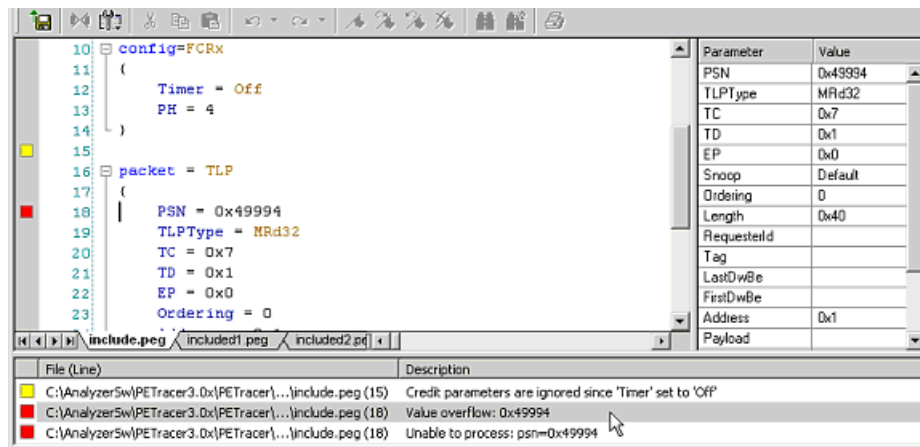 10 config=FCRx
11 {
12 Timer = Off
13 PH = 4
14 }
15
16 packet = TLP
17 {
18 PSN = 0x49994
19 TLPType = MRd32
20 TC = 0x7
21 TD = 0x1
22 EP = 0x0
23 Ordering = 0
include.peg included1.peg included2.pe
Parameter Value
PSN 0x49994
TLPType MRd32
TC 0x7
TD 0x1
EP 0x0
Snoop Default
Ordering 0
Length 0x40
RequesterId
Tag
LastDwBe
FirstDwBe
Address 0x1
Payload
File (Line) Description
C:\AnalyzerSw\PETracer3.0x\PETracer\...\include.peg (15) Credit parameters are ignored since 'Timer' set to 'Off'
C:\AnalyzerSw\PETracer3.0x\PETracer\...\include.peg (18) Value overflow: 0x49994
C:\AnalyzerSw\PETracer3.0x\PETracer\...\include.peg (18) Unable to process: psn=0x49994